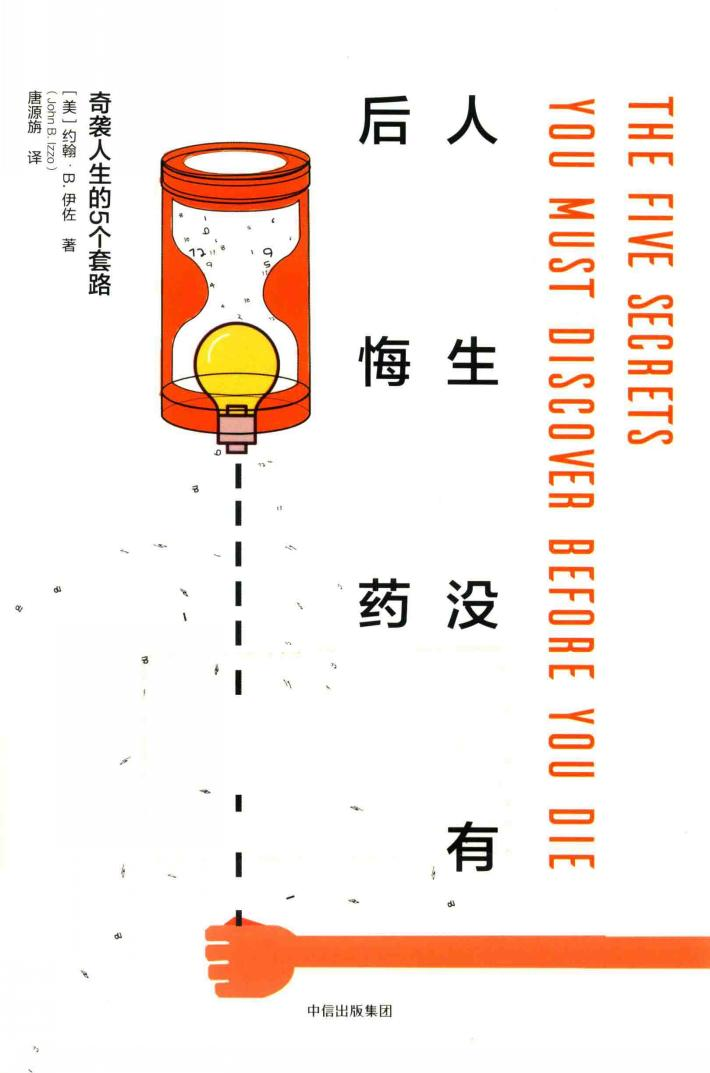 THE FIVE SECRETS
YOU MUST DISCOVER BEFORE YOU DIE
人生没有
后悔药
奇袭人生的5个套路
[美]约翰·B.伊佐 著
(John B. Izzo)
唐源旃 译
中信出版集团